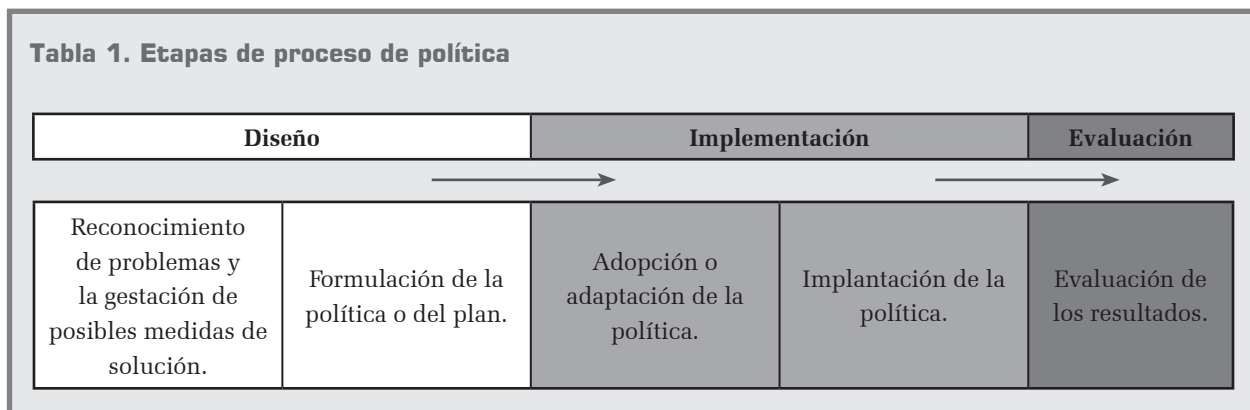 Tabla 1. Etapas de proceso de política
Diseño
Implementación
Evaluación
Reconocimiento
de problemas y
la gestación de
posibles medidas de
solución.
Formulación de la
política o del plan.
Adopción o
adaptación de la
política.
Implantación de la
política.
Evaluación de
los resultados.